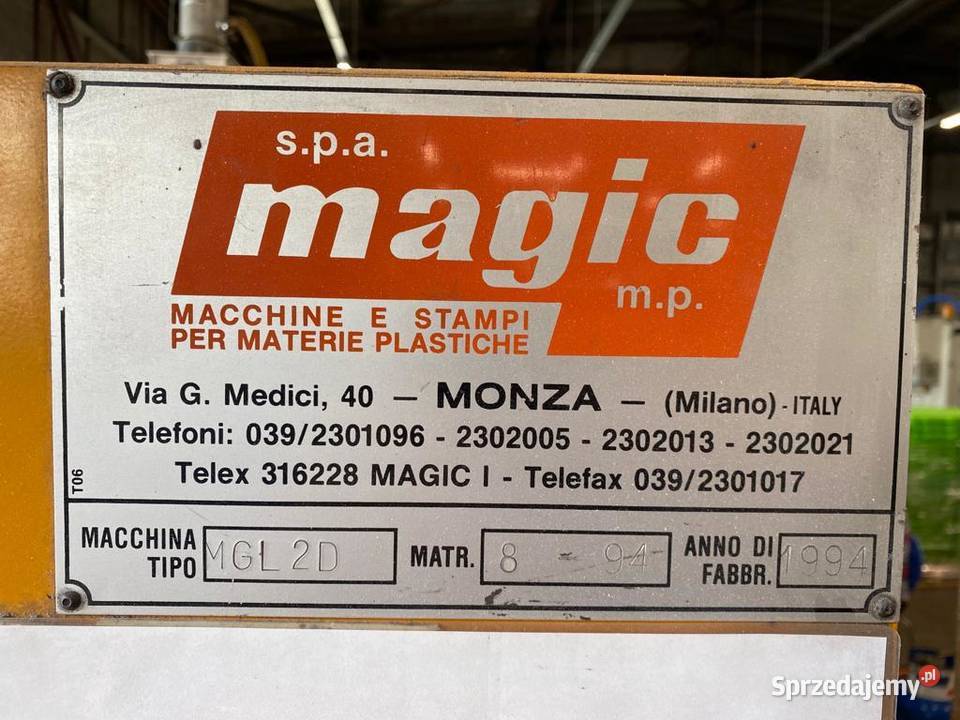 s.p.a.
magic
m.p.
MACCHINE E STAMPI
PER MATERIE PLASTICHE
Via G. Medici, 40 – MONZA – (Milano) - ITALY
Telefoni: 039/2301096 - 2302005 - 2302013 - 2302021
Telex 316228 MAGIC I - Telefax 039/2301017
T06
MACCHINA TIPO MGL 2D MATR. 8 - 94 ANNO DI FABBR. 1994
Sprzedajemy.pl